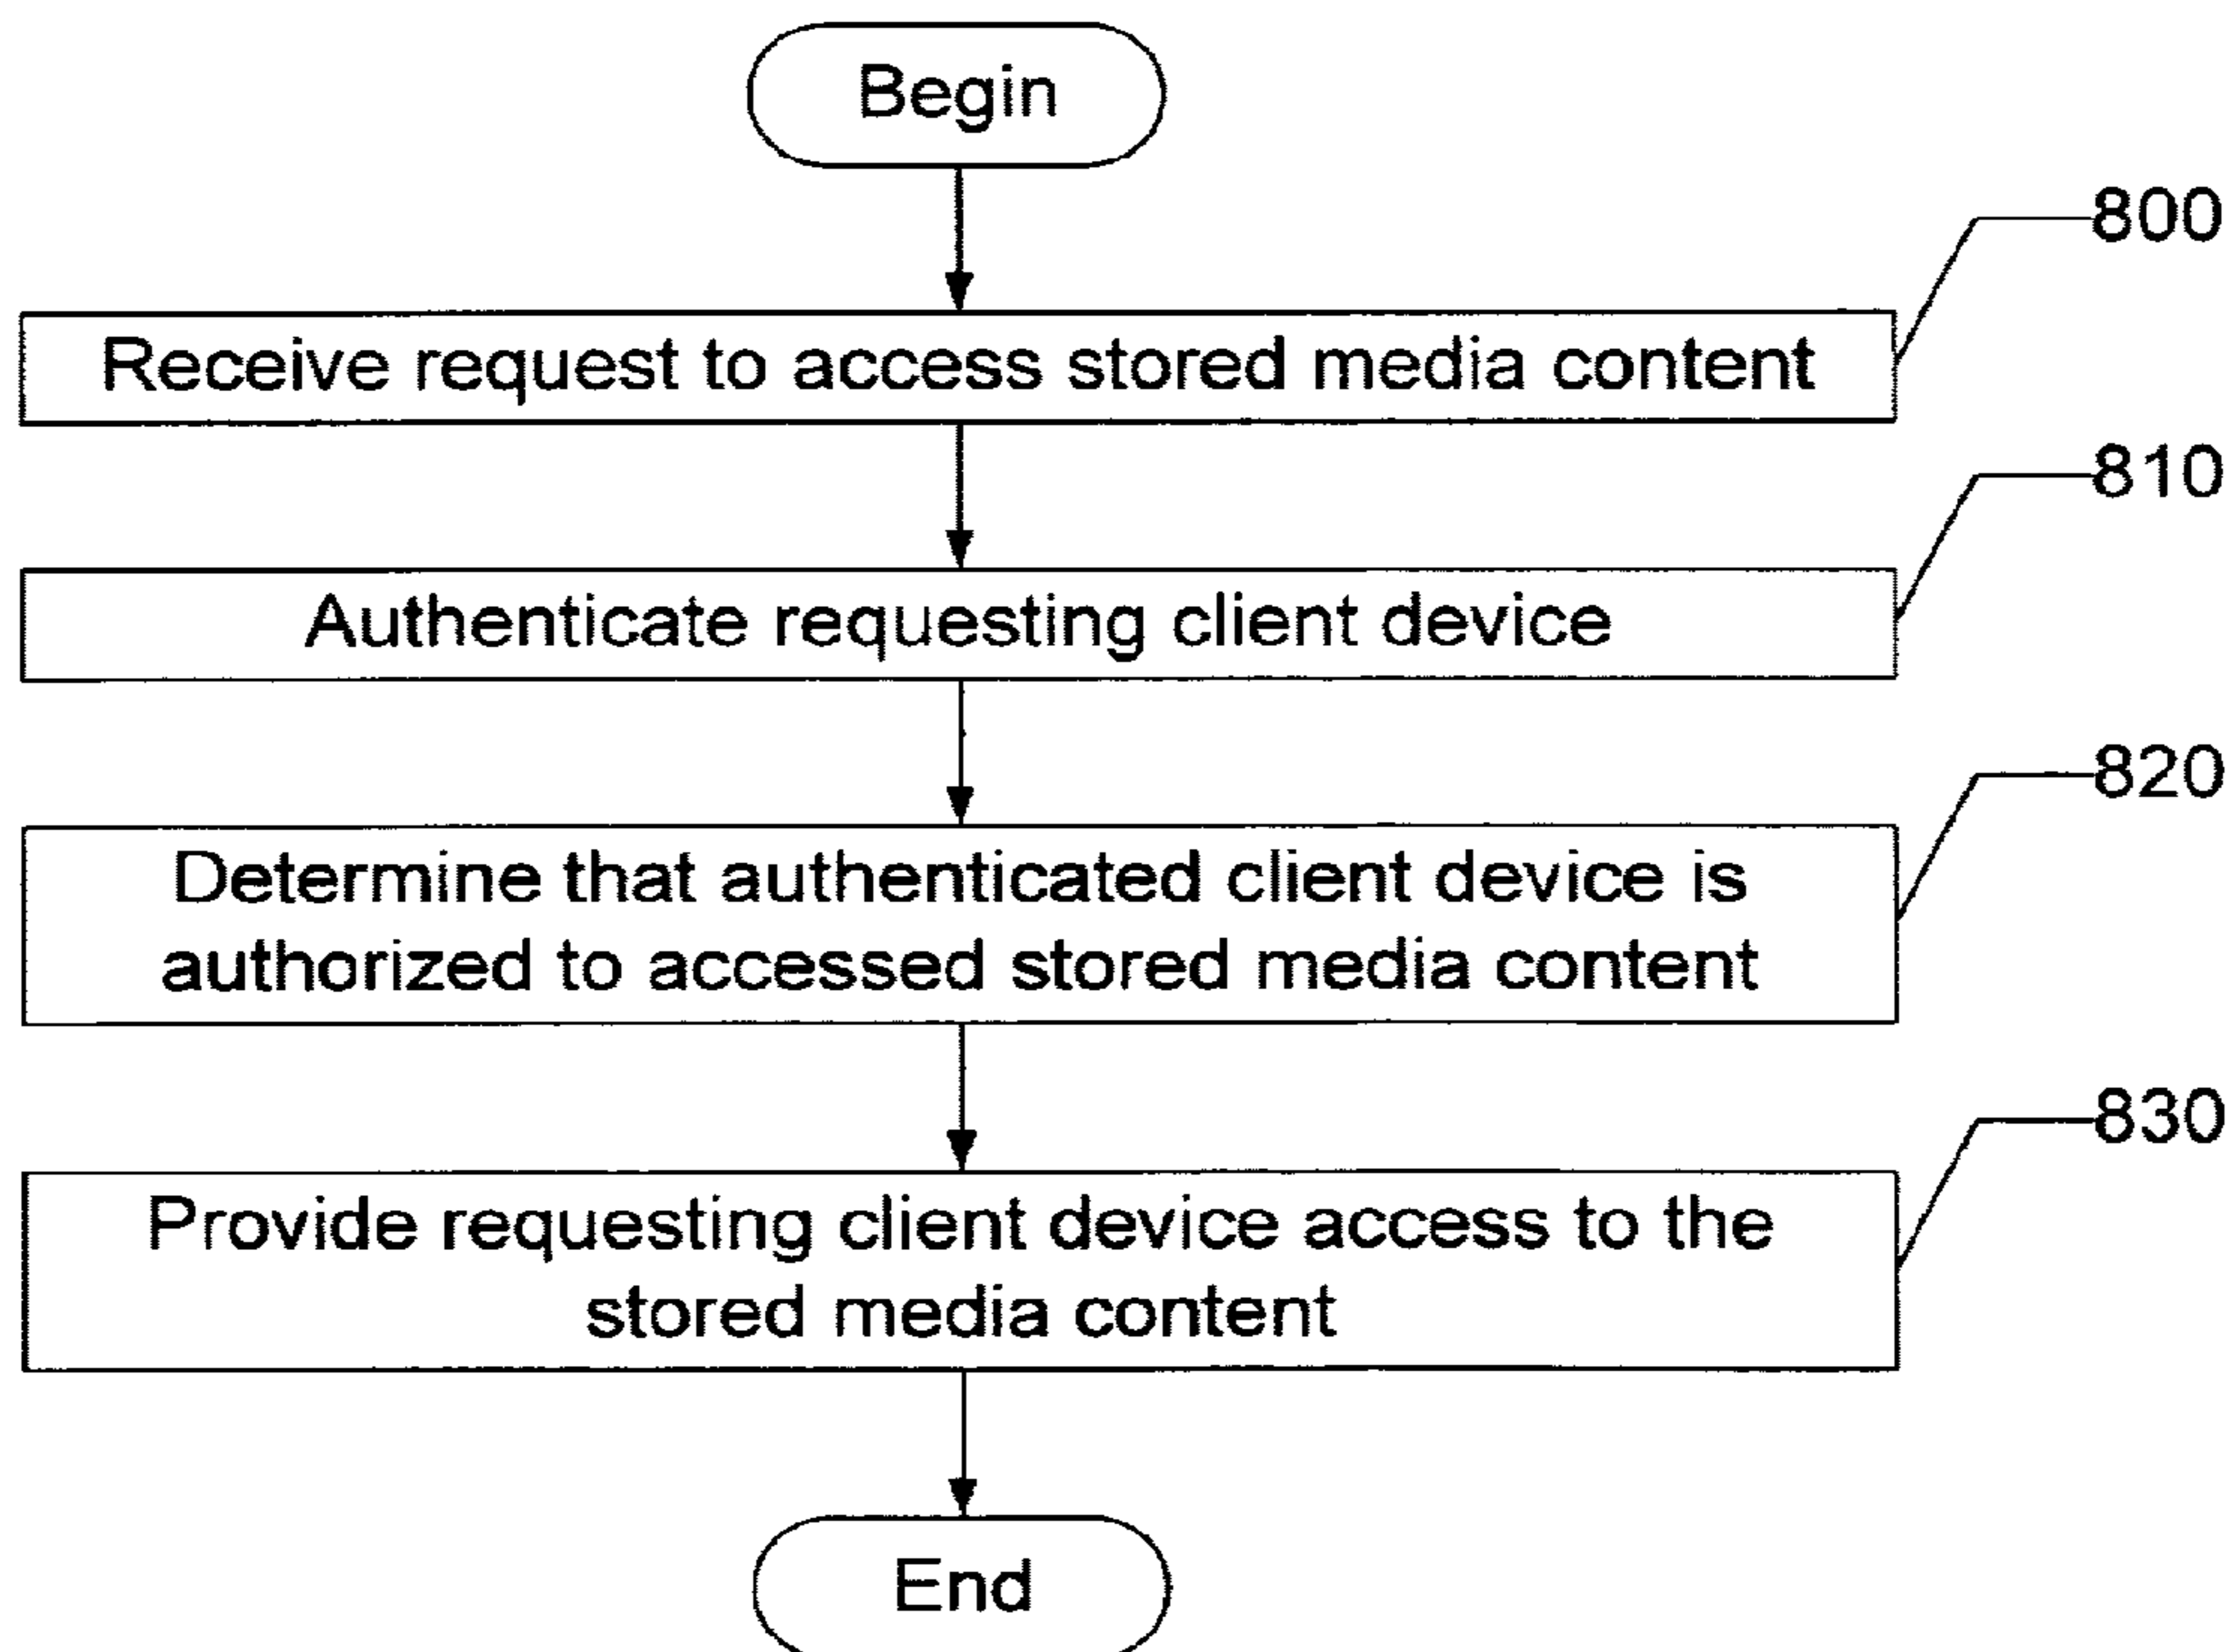 Begin
800
Receive request to access stored media content
810
Authenticate requesting client device
820
Determine that authenticated client device is
authorized to accessed stored media content
830
Provide requesting client device access to the
stored media content
End